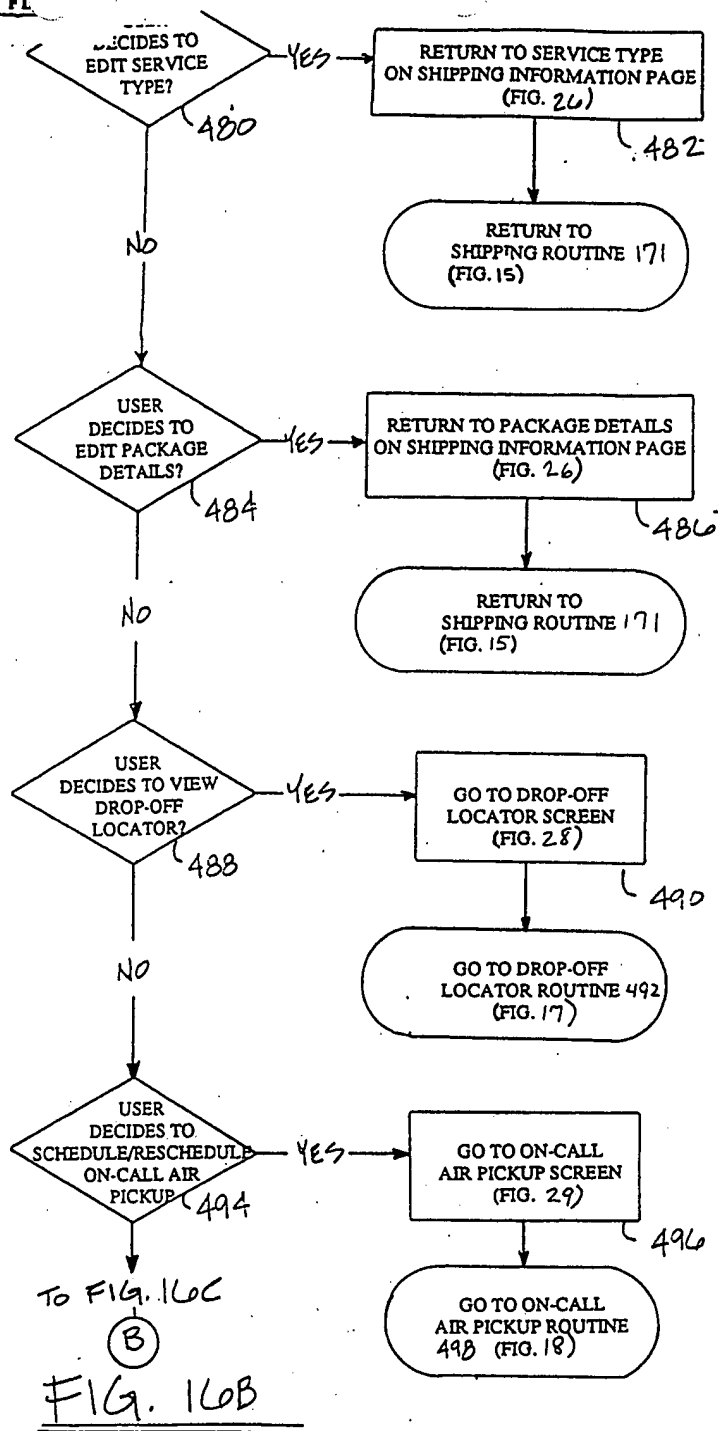 DECIDES TO
EDIT SERVICE
TYPE?
480
YES
RETURN TO SERVICE TYPE
ON SHIPPING INFORMATION PAGE
(FIG. 26)
482
RETURN TO
SHIPPING ROUTINE 171
(FIG. 15)
NO
USER
DECIDES TO
EDIT PACKAGE
DETAILS?
484
YES
RETURN TO PACKAGE DETAILS
ON SHIPPING INFORMATION PAGE
(FIG. 26)
486
RETURN TO
SHIPPING ROUTINE 171
(FIG. 15)
NO
USER
DECIDES TO VIEW
DROP-OFF
LOCATOR?
488
YES
GO TO DROP-OFF
LOCATOR SCREEN
(FIG. 28)
490
GO TO DROP-OFF
LOCATOR ROUTINE 492
(FIG. 17)
NO
USER
DECIDES TO
SCHEDULE/RESCHEDULE
ON-CALL AIR
PICKUP
494
YES
GO TO ON-CALL
AIR PICKUP SCREEN
(FIG. 29)
496
GO TO ON-CALL
AIR PICKUP ROUTINE
498 (FIG. 18)
TO FIG. 16C
B
FIG. 16B